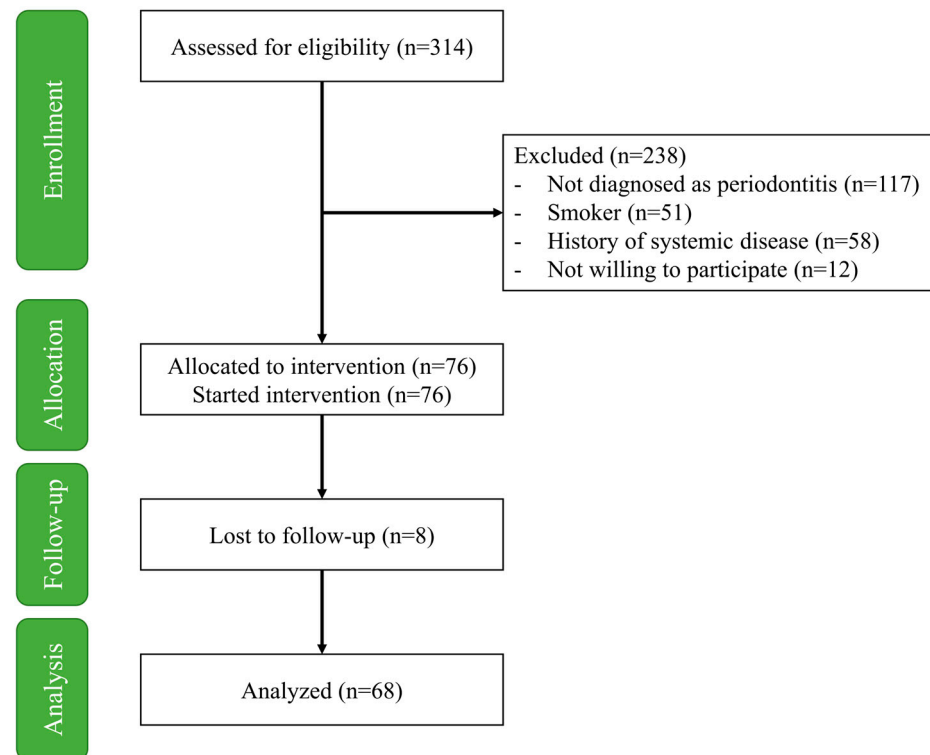 Enrollment
Assessed for eligibility (n=314)
Excluded (n=238)
- Not diagnosed as periodontitis (n=117)
- Smoker (n=51)
- History of systemic disease (n=58)
- Not willing to participate (n=12)
Allocation
Allocated to intervention (n=76)
Started intervention (n=76)
Follow-up
Lost to follow-up (n=8)
Analysis
Analyzed (n=68)